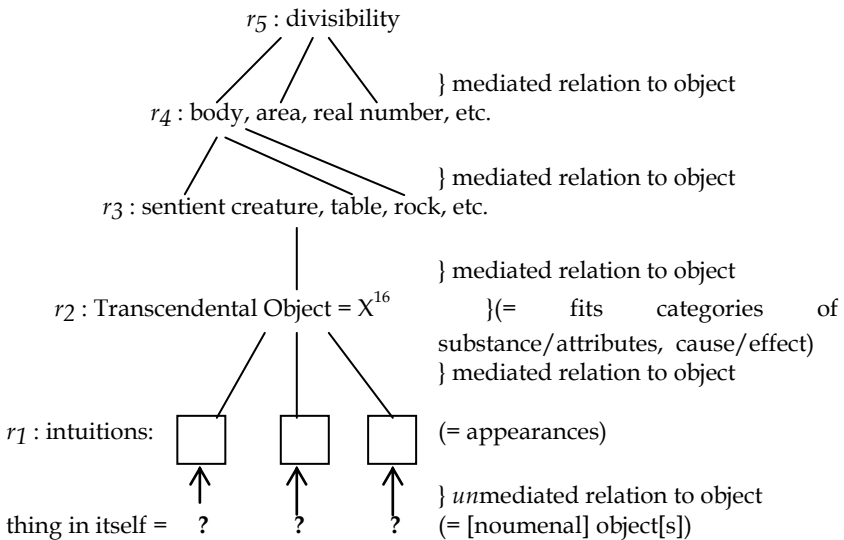 r5 : divisibility
} mediated relation to object
r4 : body, area, real number, etc.
} mediated relation to object
r3 : sentient creature, table, rock, etc.
} mediated relation to object
r2 : Transcendental Object = X16 }(= fits categories of
substance/attributes, cause/effect)
} mediated relation to object
r1 : intuitions: (= appearances)
} unmediated relation to object
thing in itself = ? ? ? (= [noumenal] object[s])